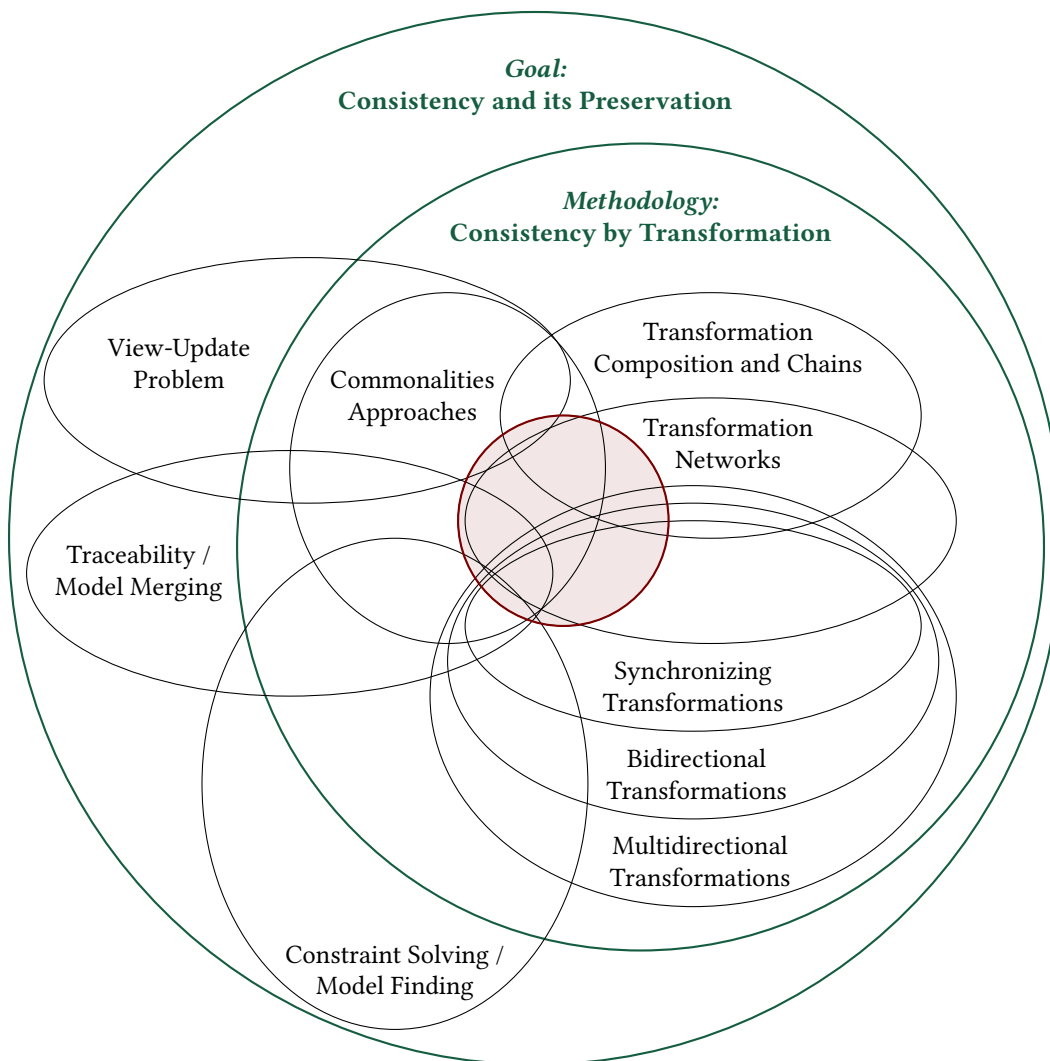 Goal:
Consistency and its Preservation
Methodology:
Consistency by Transformation
View-Update
Problem
Commonalities
Approaches
Transformation
Composition and Chains
Transformation
Networks
Traceability /
Model Merging
Synchronizing
Transformations
Bidirectional
Transformations
Multidirectional
Transformations
Constraint Solving /
Model Finding